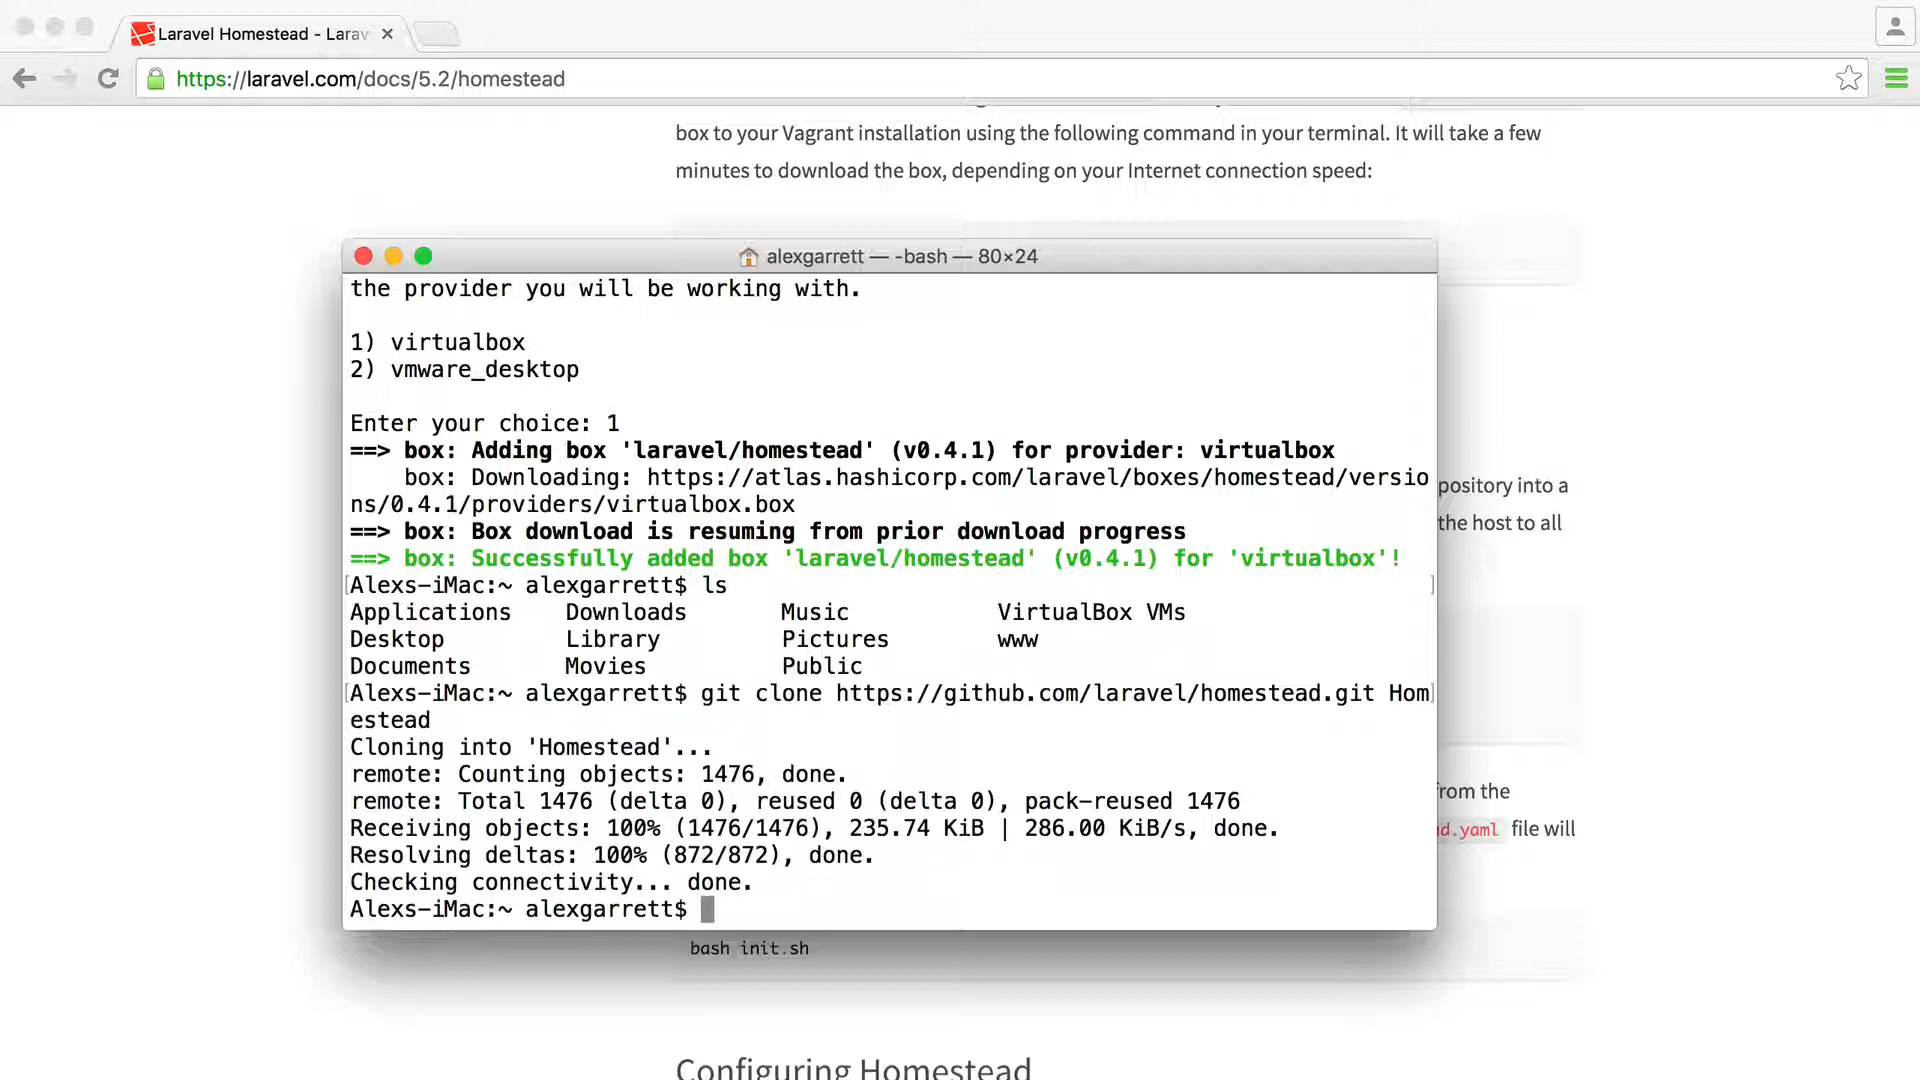 Laravel Homestead - Larav
https://laravel.com/docs/5.2/homestead
box to your Vagrant installation using the following command in your terminal. It will take a few
minutes to download the box, depending on your Internet connection speed:
alexgarrett — -bash — 80×24
the provider you will be working with.
1) virtualbox
2) vmware_desktop
Enter your choice: 1
==> box: Adding box 'laravel/homestead' (v0.4.1) for provider: virtualbox
box: Downloading: https://atlas.hashicorp.com/laravel/boxes/homestead/versio
ns/0.4.1/providers/virtualbox.box
==> box: Box download is resuming from prior download progress
==> box: Successfully added box 'laravel/homestead' (v0.4.1) for 'virtualbox'!
[Alexs-iMac:~ alexgarrett$ ls ]
Applications Downloads Music VirtualBox VMs
Desktop Library Pictures www
Documents Movies Public
[Alexs-iMac:~ alexgarrett$ git clone https://github.com/laravel/homestead.git Hom]
estead
Cloning into 'Homestead'...
remote: Counting objects: 1476, done.
remote: Total 1476 (delta 0), reused 0 (delta 0), pack-reused 1476
Receiving objects: 100% (1476/1476), 235.74 KiB | 286.00 KiB/s, done.
Resolving deltas: 100% (872/872), done.
Checking connectivity... done.
Alexs-iMac:~ alexgarrett$
pository into a
the host to all
from the
d.yaml file will
bash init.sh
Configuring Homestead